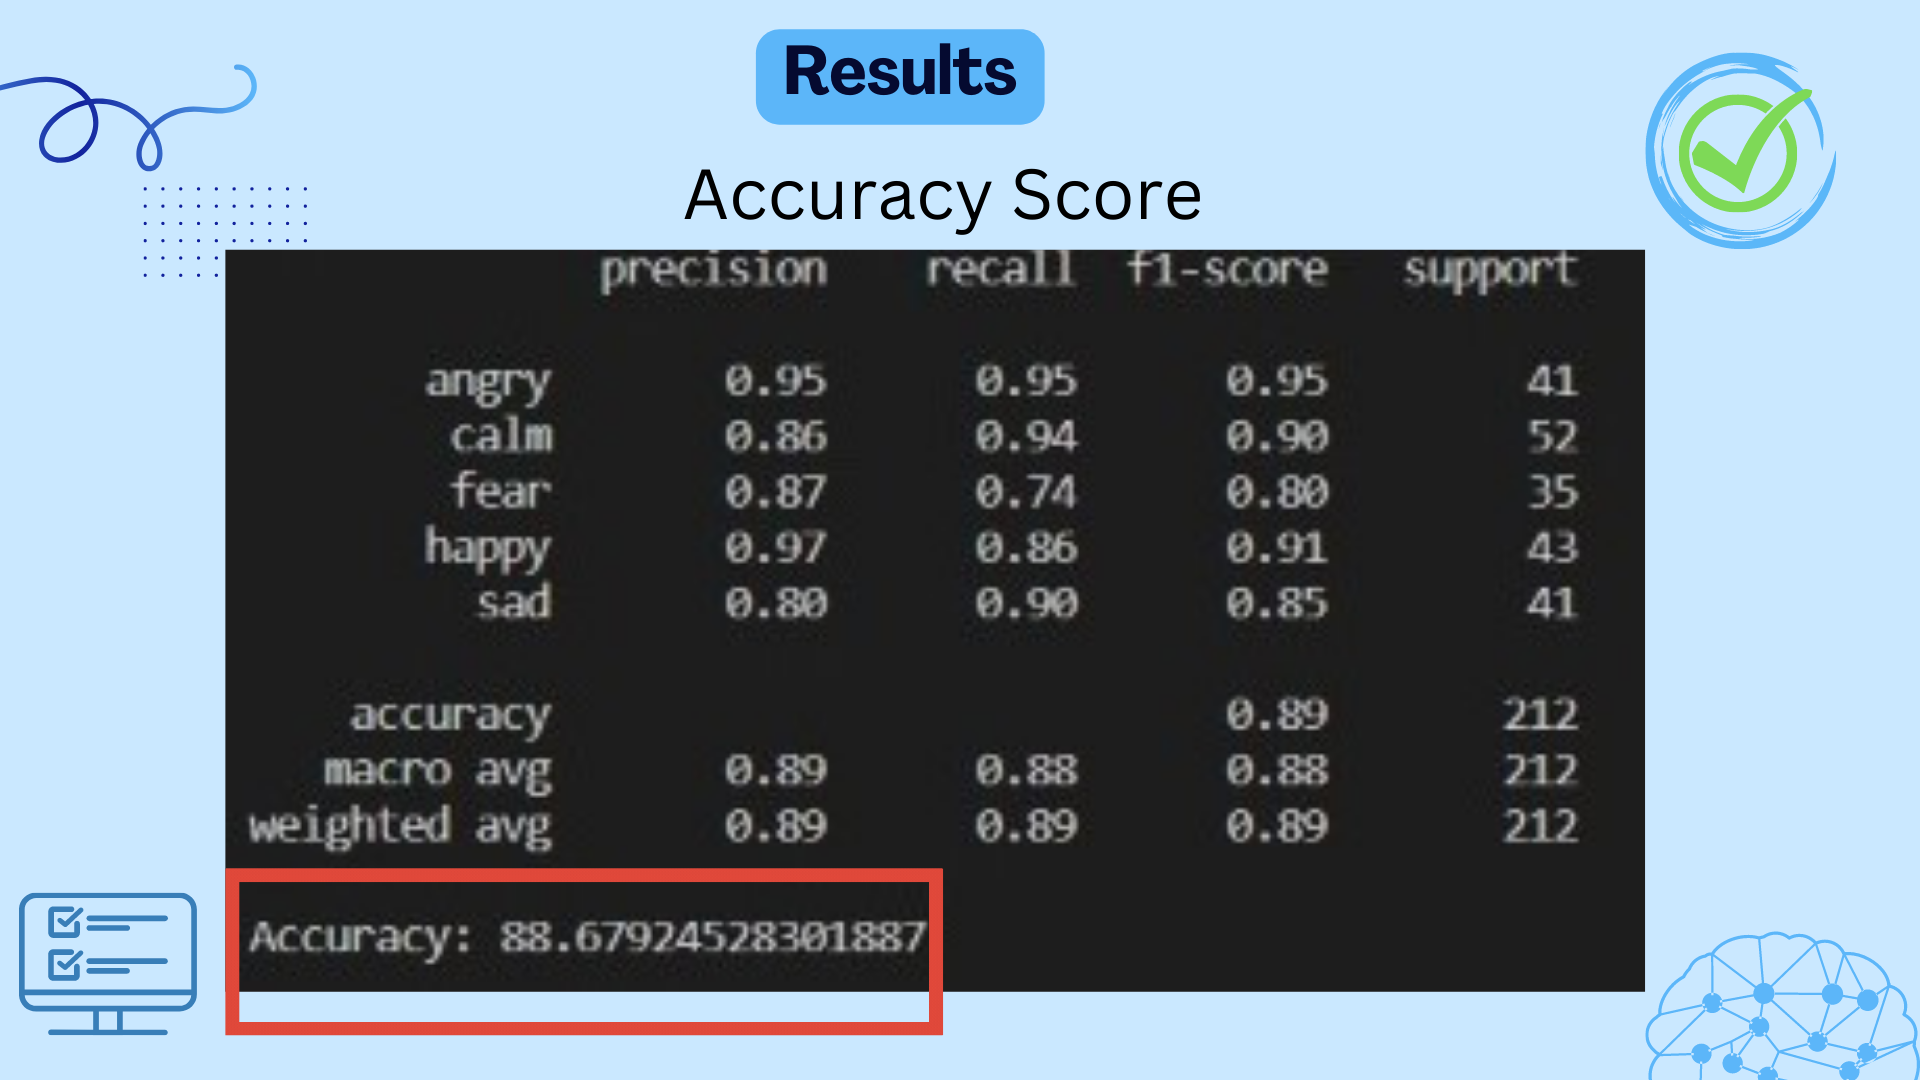 Results
Accuracy Score
precision recall f1-score support
angry 0.95 0.95 0.95 41
calm 0.86 0.94 0.90 52
fear 0.87 0.74 0.80 35
happy 0.97 0.86 0.91 43
sad 0.80 0.90 0.85 41
accuracy 0.89 212
macro avg 0.89 0.88 0.88 212
weighted avg 0.89 0.89 0.89 212
Accuracy: 88.67924528301887